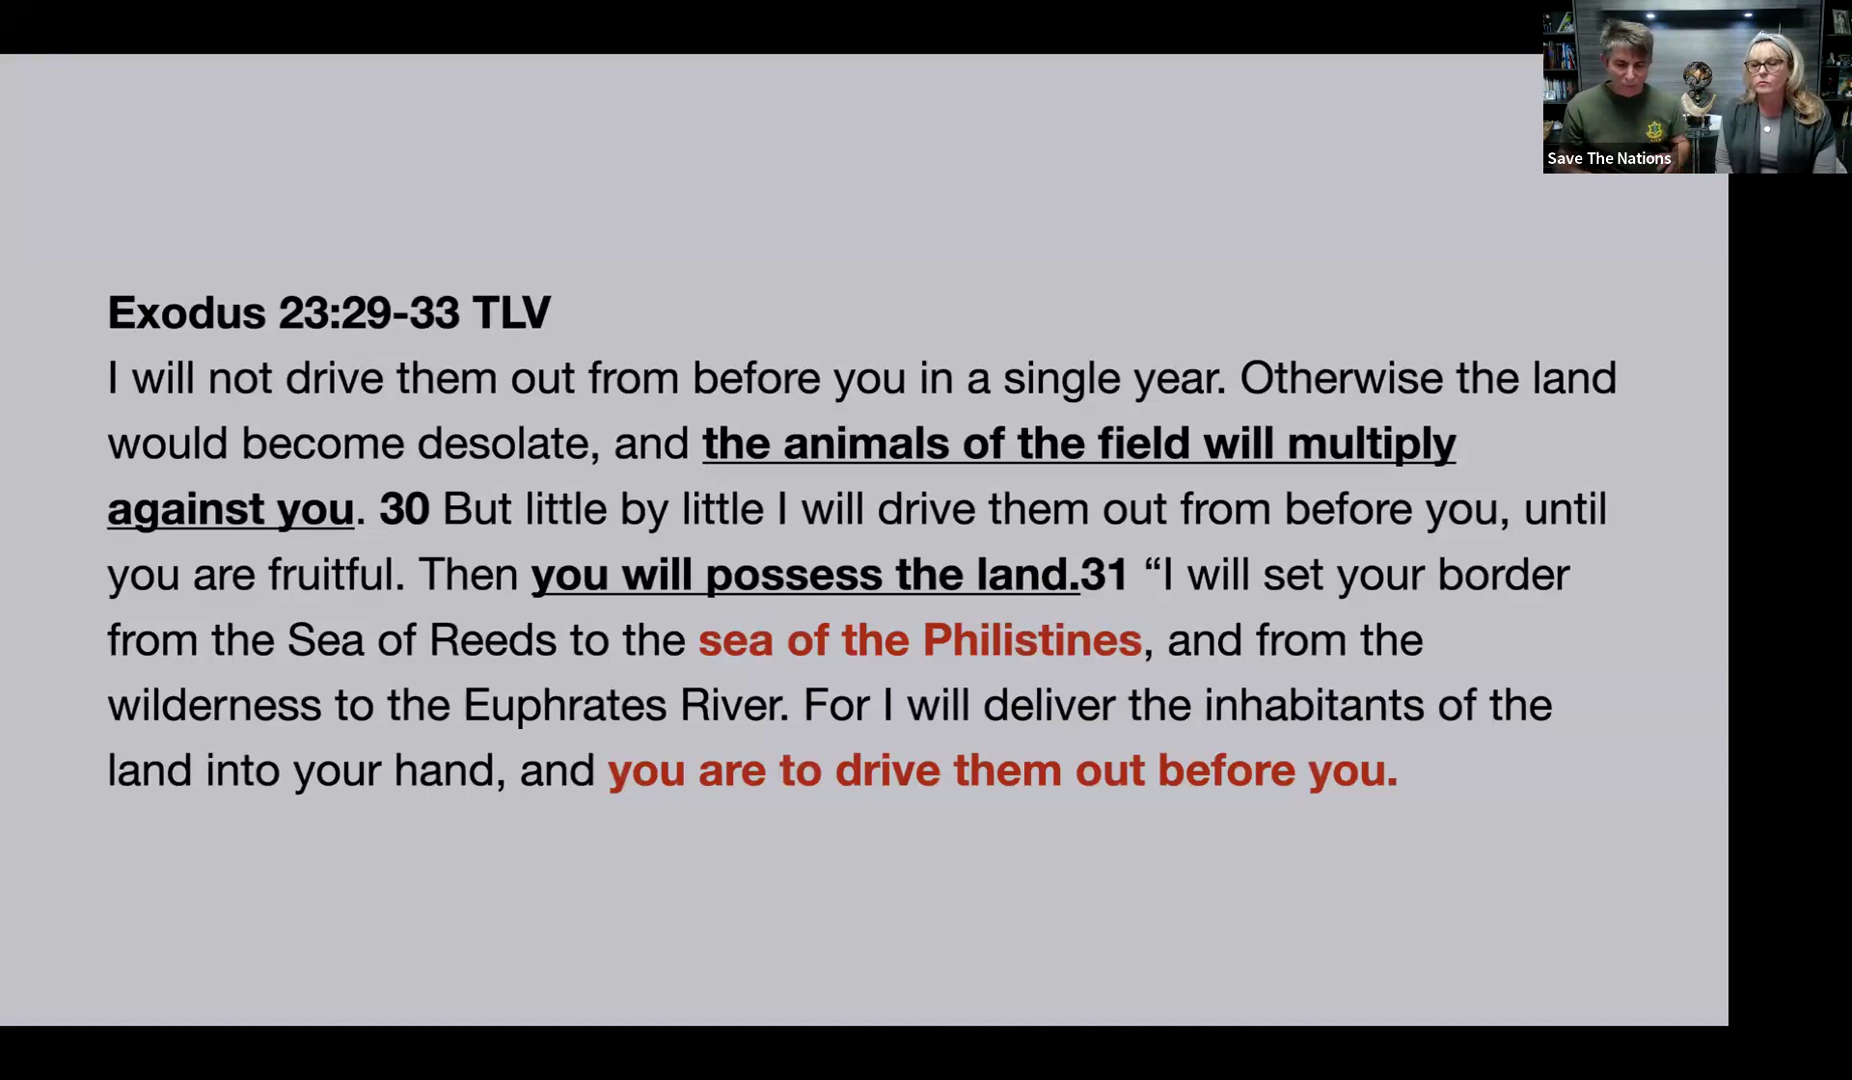 Save The Nations
Exodus 23:29-33 TLV
I will not drive them out from before you in a single year. Otherwise the land
would become desolate, and the animals of the field will multiply
against you. 30 But little by little I will drive them out from before you, until
you are fruitful. Then you will possess the land.31 “I will set your border
from the Sea of Reeds to the sea of the Philistines, and from the
wilderness to the Euphrates River. For I will deliver the inhabitants of the
land into your hand, and you are to drive them out before you.